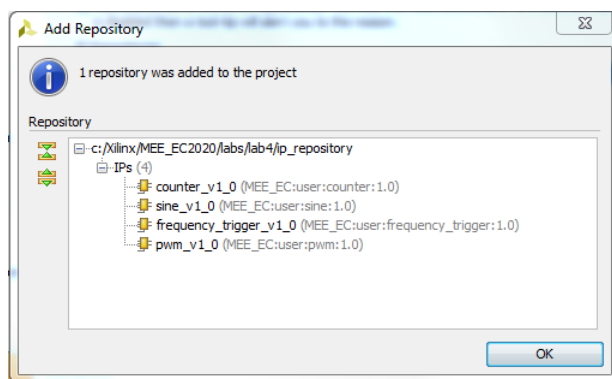 Add Repository
1 repository was added to the project
Repository
c:/Xilinx/MEE_EC2020/labs/lab4/ip_repository
IPs (4)
counter_v1_0 (MEE_EC:user:counter:1.0)
sine_v1_0 (MEE_EC:user:sine:1.0)
frequency_trigger_v1_0 (MEE_EC:user:frequency_trigger:1.0)
pwm_v1_0 (MEE_EC:user:pwm:1.0)
OK